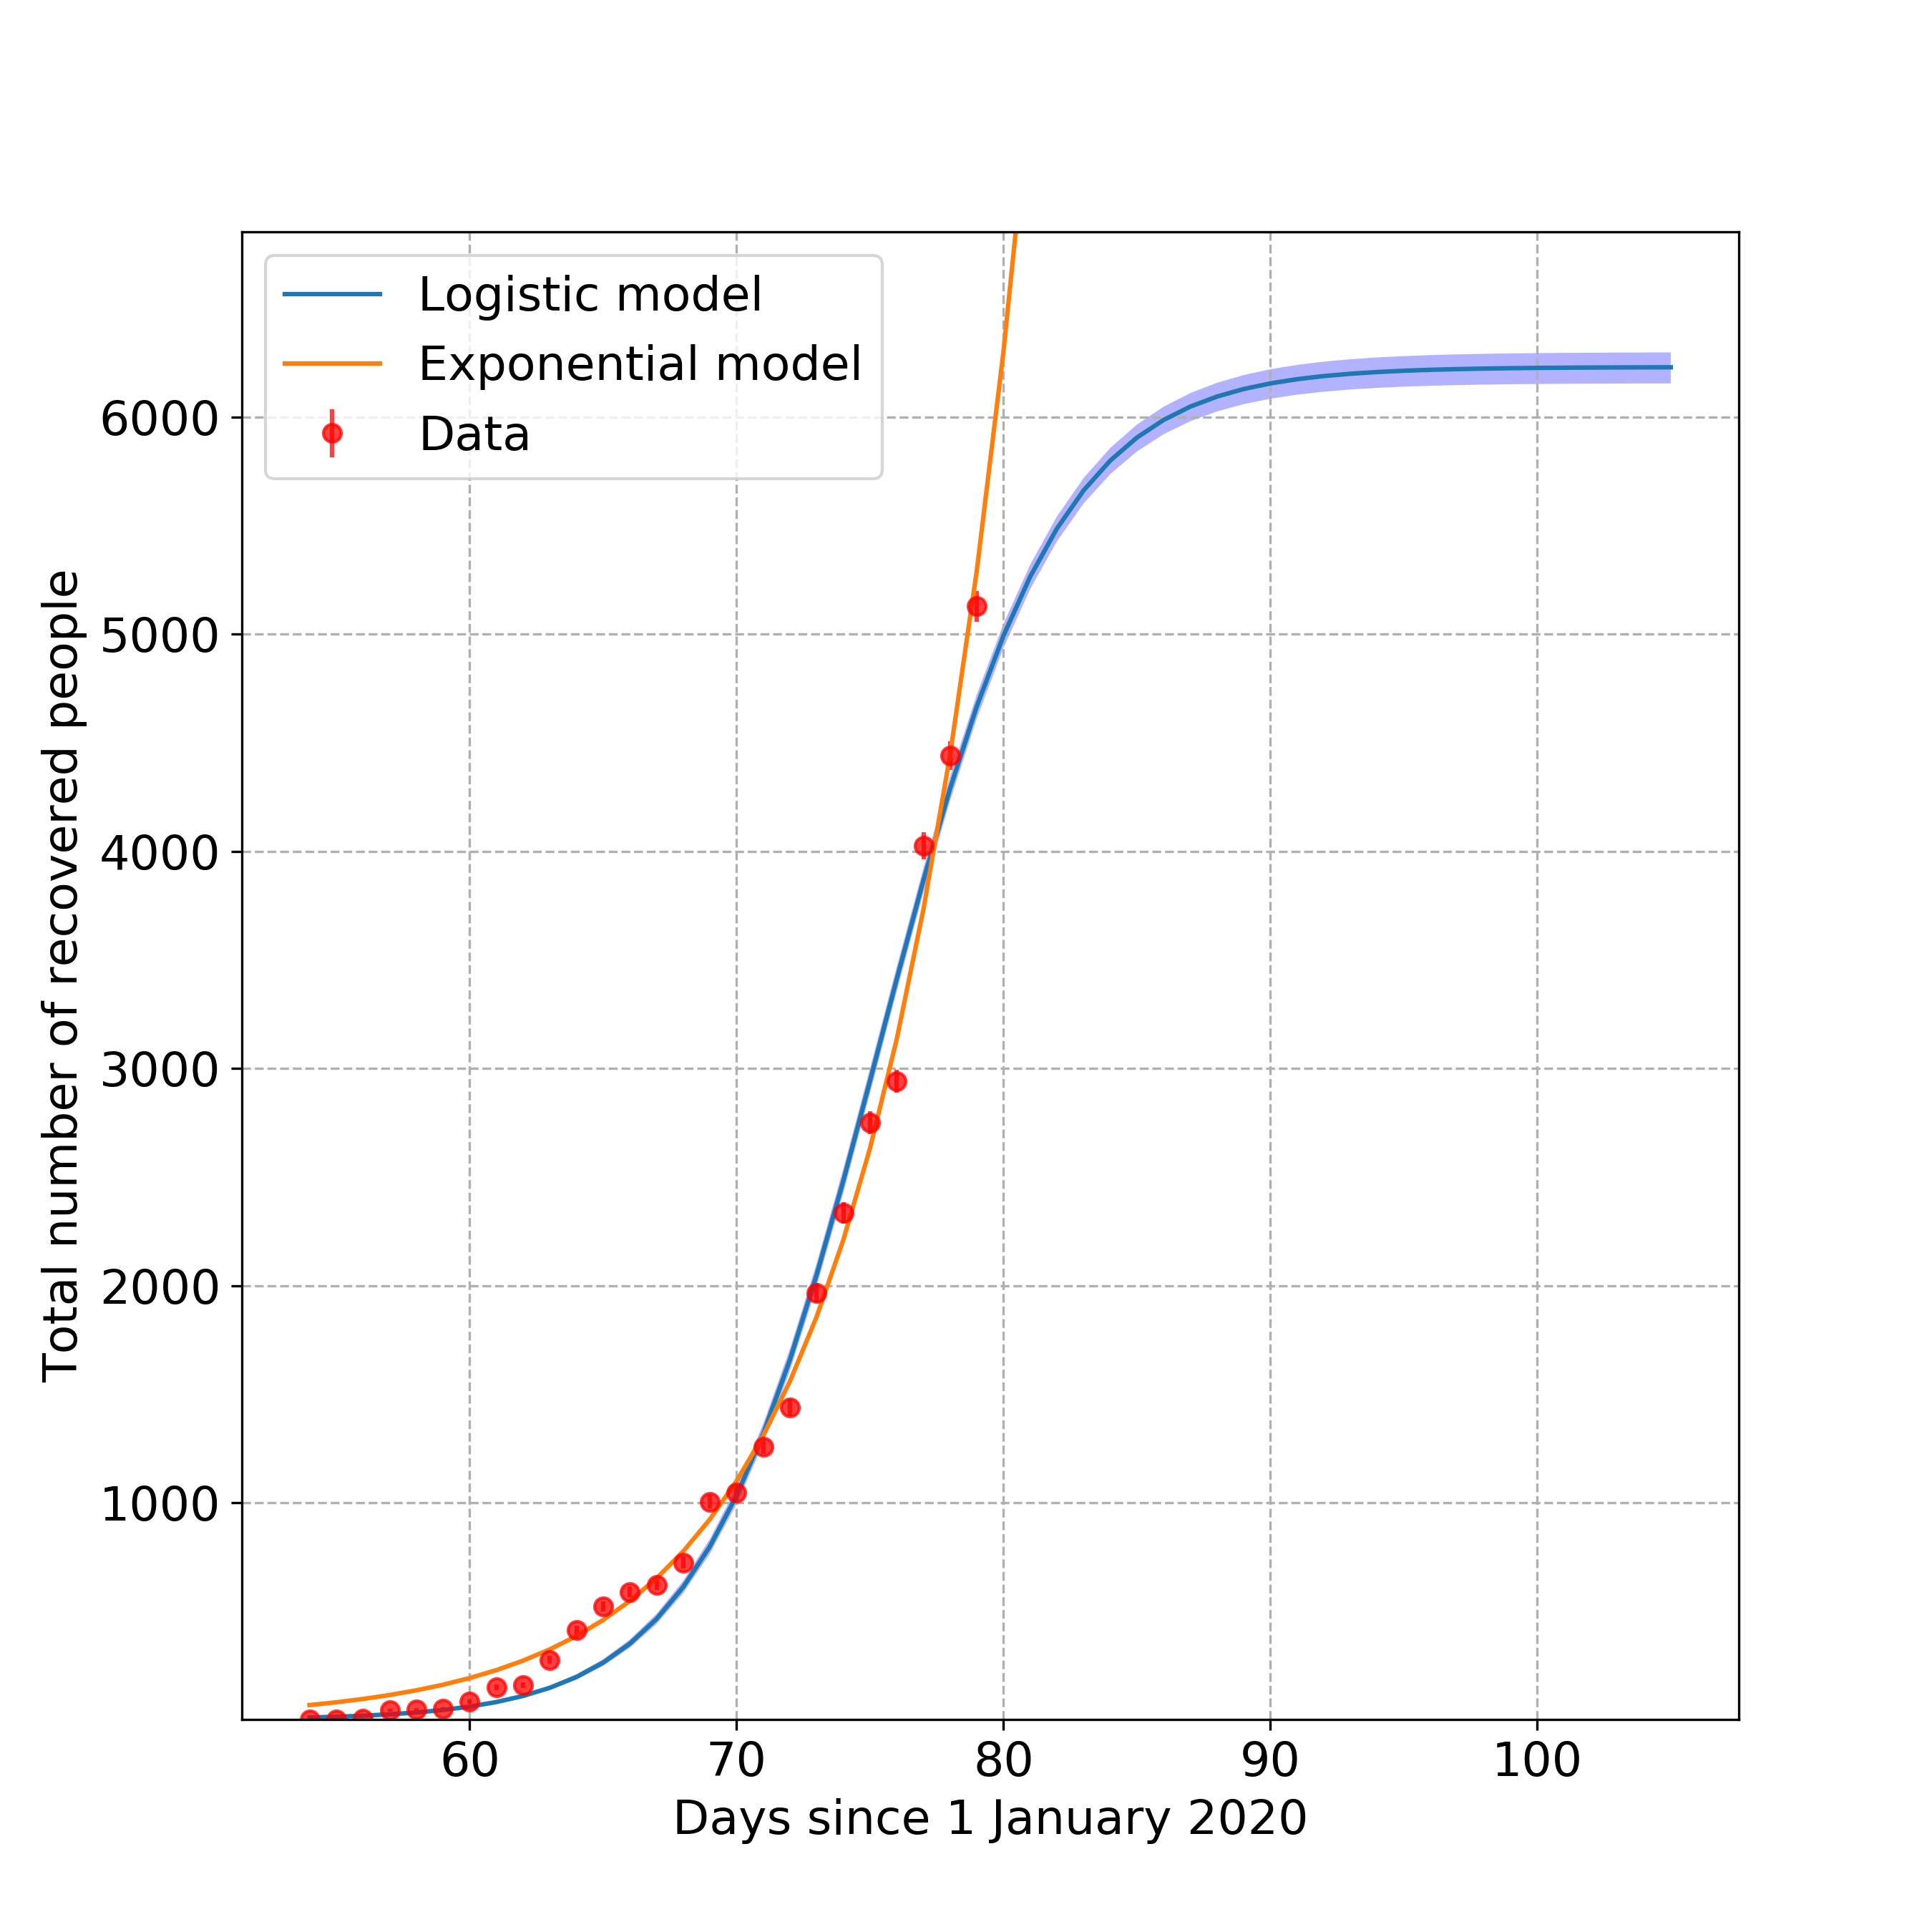 Logistic model
Exponential model
Data
Total number of recovered people
6000
5000
4000
3000
2000
1000
60 70 80 90 100
Days since 1 January 2020